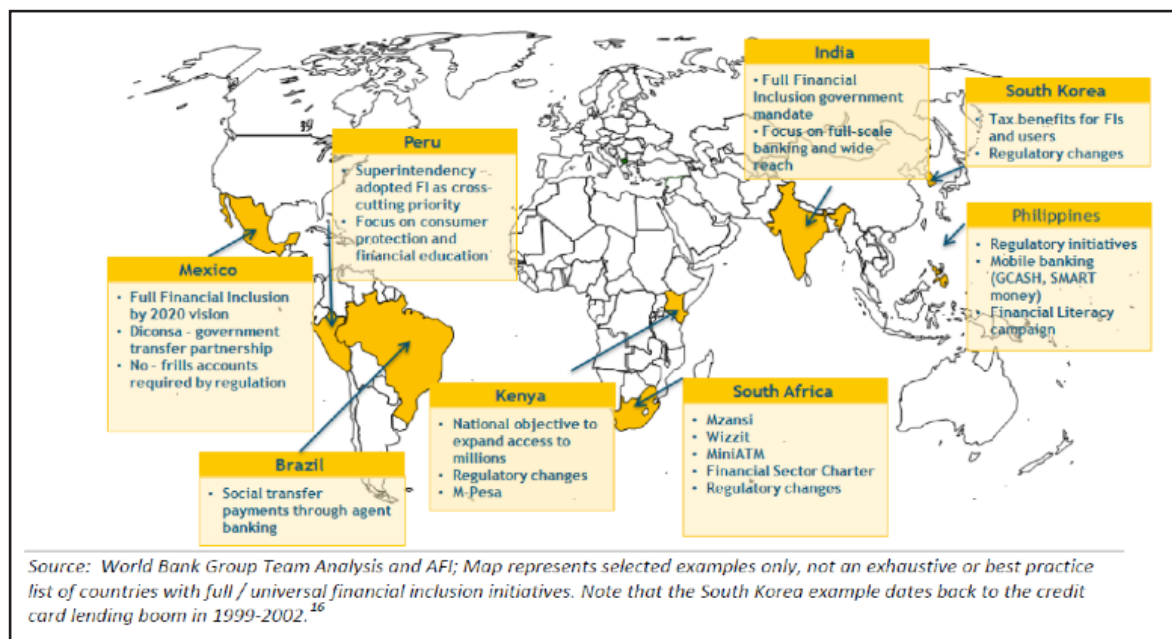 India
• Full Financial
Inclusion government
mandate
• Focus on full-scale
banking and wide
reach
South Korea
• Tax benefits for FIs
and users
• Regulatory changes
Peru
• Superintendency –
adopted FI as cross-
cutting priority
• Focus on consumer
protection and
financial education
Philippines
• Regulatory initiatives
• Mobile banking
(GCASH, SMART
money)
• Financial Literacy
campaign
Mexico
• Full Financial Inclusion
by 2020 vision
• Diconsa – government
transfer partnership
• No – frills accounts
required by regulation
Kenya
• National objective to
expand access to
millions
• Regulatory changes
• M-Pesa
South Africa
• Mzansi
• Wizzit
• MiniATM
• Financial Sector Charter
• Regulatory changes
Brazil
• Social transfer
payments through agent
banking
Source: World Bank Group Team Analysis and AFI; Map represents selected examples only, not an exhaustive or best practice
list of countries with full / universal financial inclusion initiatives. Note that the South Korea example dates back to the credit
card lending boom in 1999-2002.16